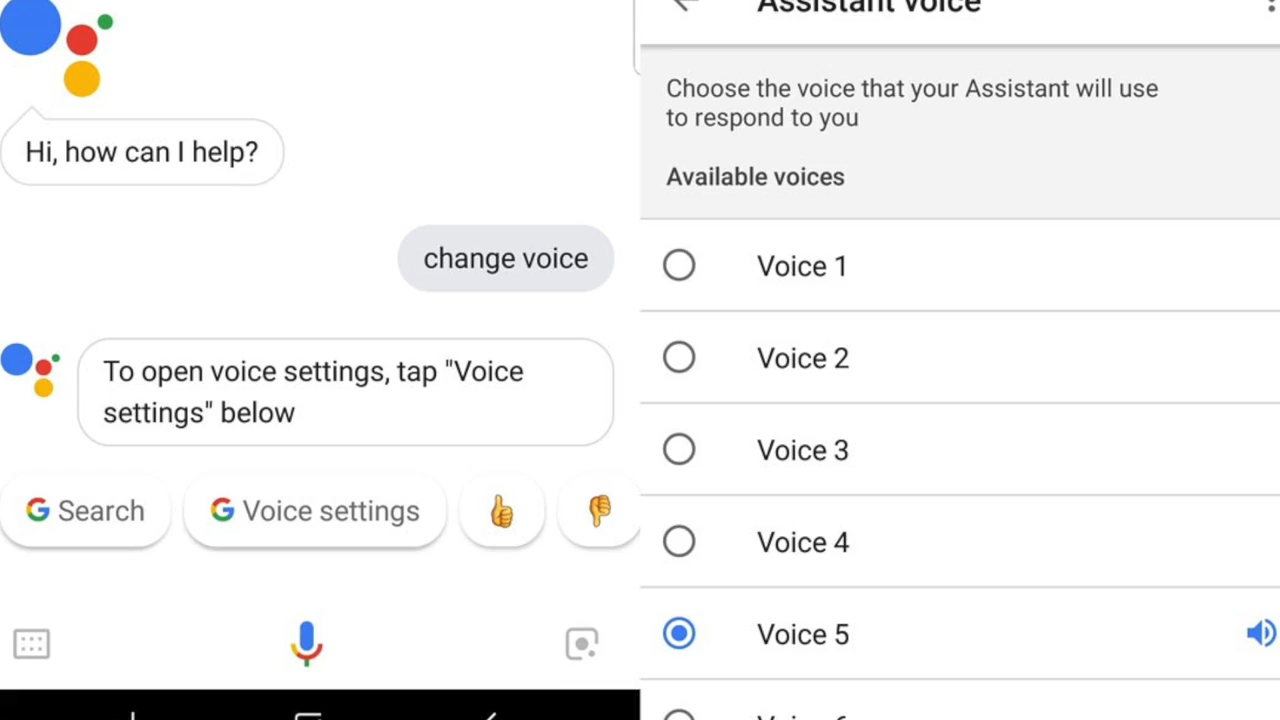 Hi, how can I help?
change voice
To open voice settings, tap "Voice
settings" below
G Search
G Voice settings
Assistant voice
Choose the voice that your Assistant will use
to respond to you
Available voices
Voice 1
Voice 2
Voice 3
Voice 4
Voice 5